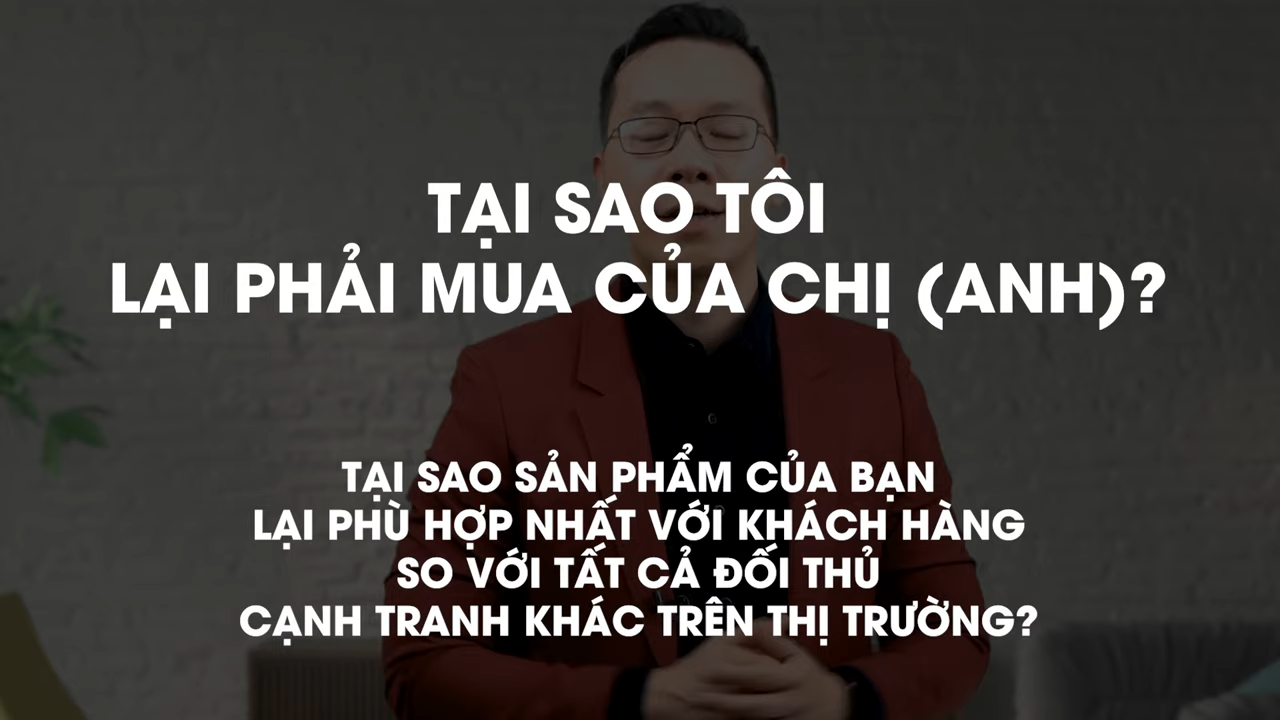 TẠI SAO TÔI
LẠI PHẢI MUA CỦA CHỊ (ANH)?
TẠI SAO SẢN PHẨM CỦA BẠN
LẠI PHÙ HỢP NHẤT VỚI KHÁCH HÀNG
SO VỚI TẤT CẢ ĐỐI THỦ
CẠNH TRANH KHÁC TRÊN THỊ TRƯỜNG?